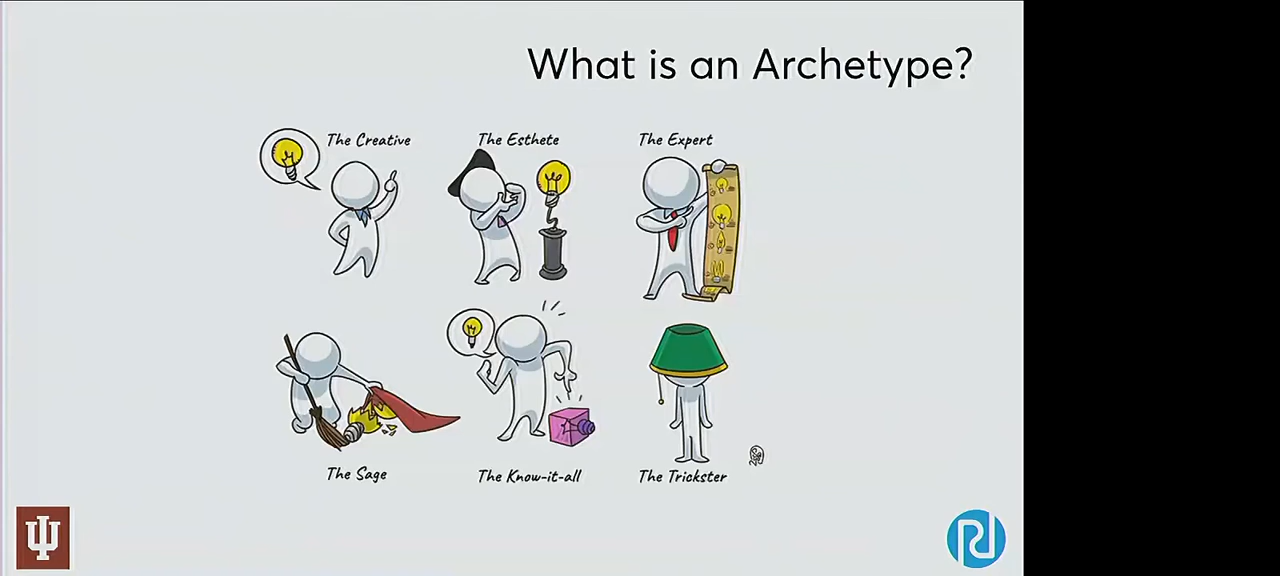 What is an Archetype?
The Creative
The Esthete
The Expert
The Sage
The Know-it-all
The Trickster